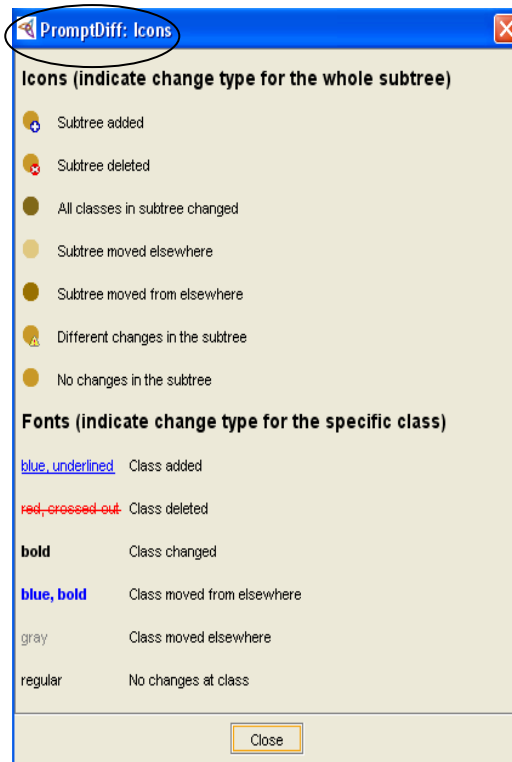 PromptDiff: Icons
Icons (indicate change type for the whole subtree)
Subtree added
Subtree deleted
All classes in subtree changed
Subtree moved elsewhere
Subtree moved from elsewhere
Different changes in the subtree
No changes in the subtree
Fonts (indicate change type for the specific class)
blue, underlined Class added
red, crossed out Class deleted
bold Class changed
blue, bold Class moved from elsewhere
gray Class moved elsewhere
regular No changes at class
Close